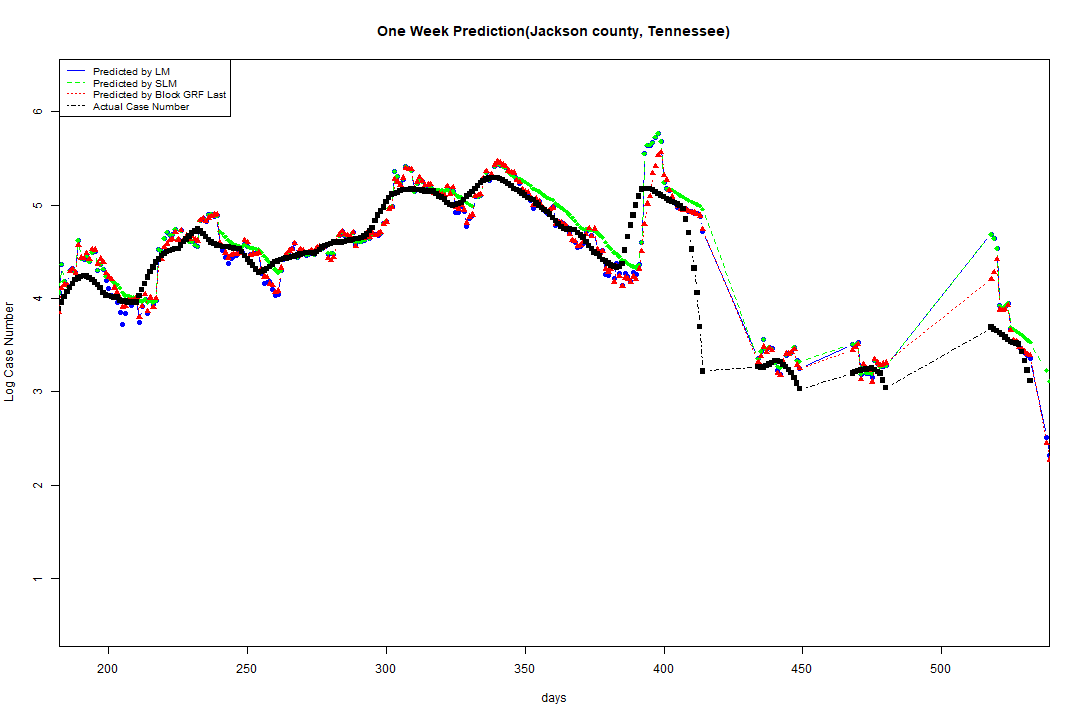 One Week Prediction(Jackson county, Tennessee)
Predicted by LM
Predicted by SLM
Predicted by Block GRF Last
Actual Case Number
6
5
4
3
2
1
Log Case Number
200 250 300 350 400 450 500
days